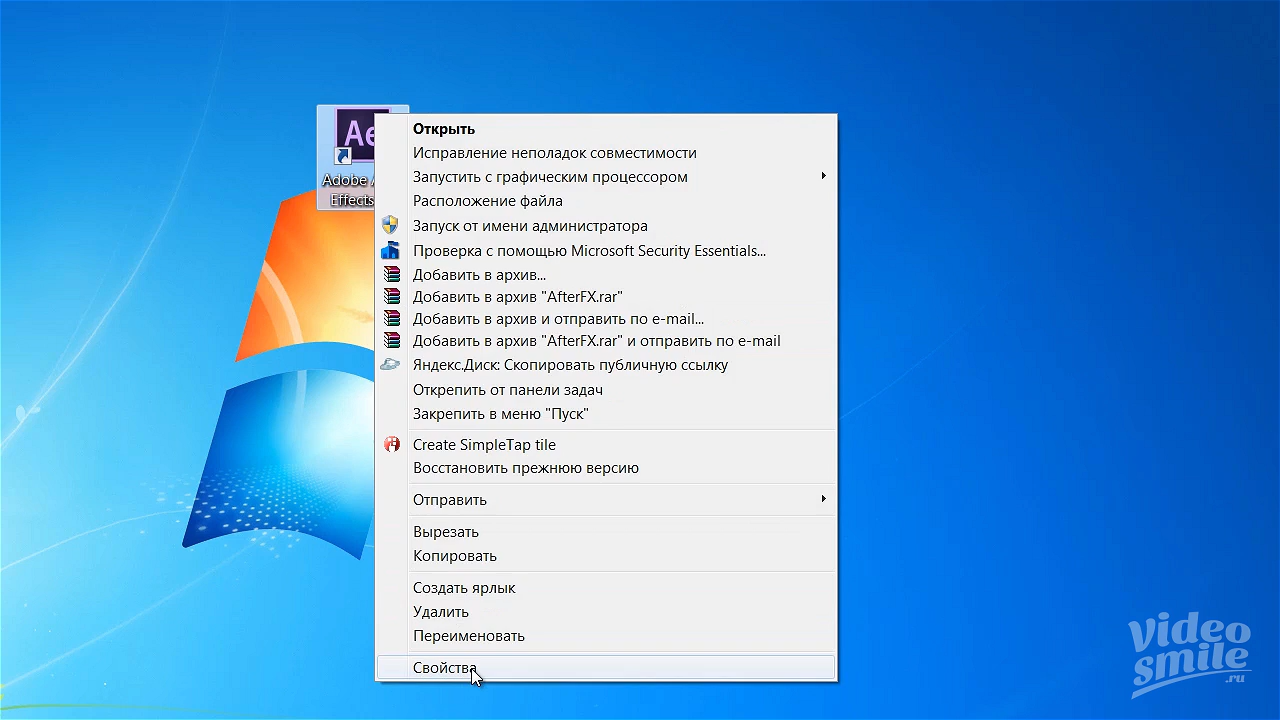 Ae
Adobe
Effects
Открыть
Исправление неполадок совместимости
Запустить с графическим процессором
Расположение файла
Запуск от имени администратора
Проверка с помощью Microsoft Security Essentials...
Добавить в архив...
Добавить в архив "AfterFX.rar"
Добавить в архив и отправить по e-mail...
Добавить в архив "AfterFX.rar" и отправить по e-mail
Яндекс.Диск: Скопировать публичную ссылку
Открепить от панели задач
Закрепить в меню "Пуск"
Create SimpleTap tile
Восстановить прежнюю версию
Отправить
Вырезать
Копировать
Создать ярлык
Удалить
Переименовать
Свойства
video
smile
.ru